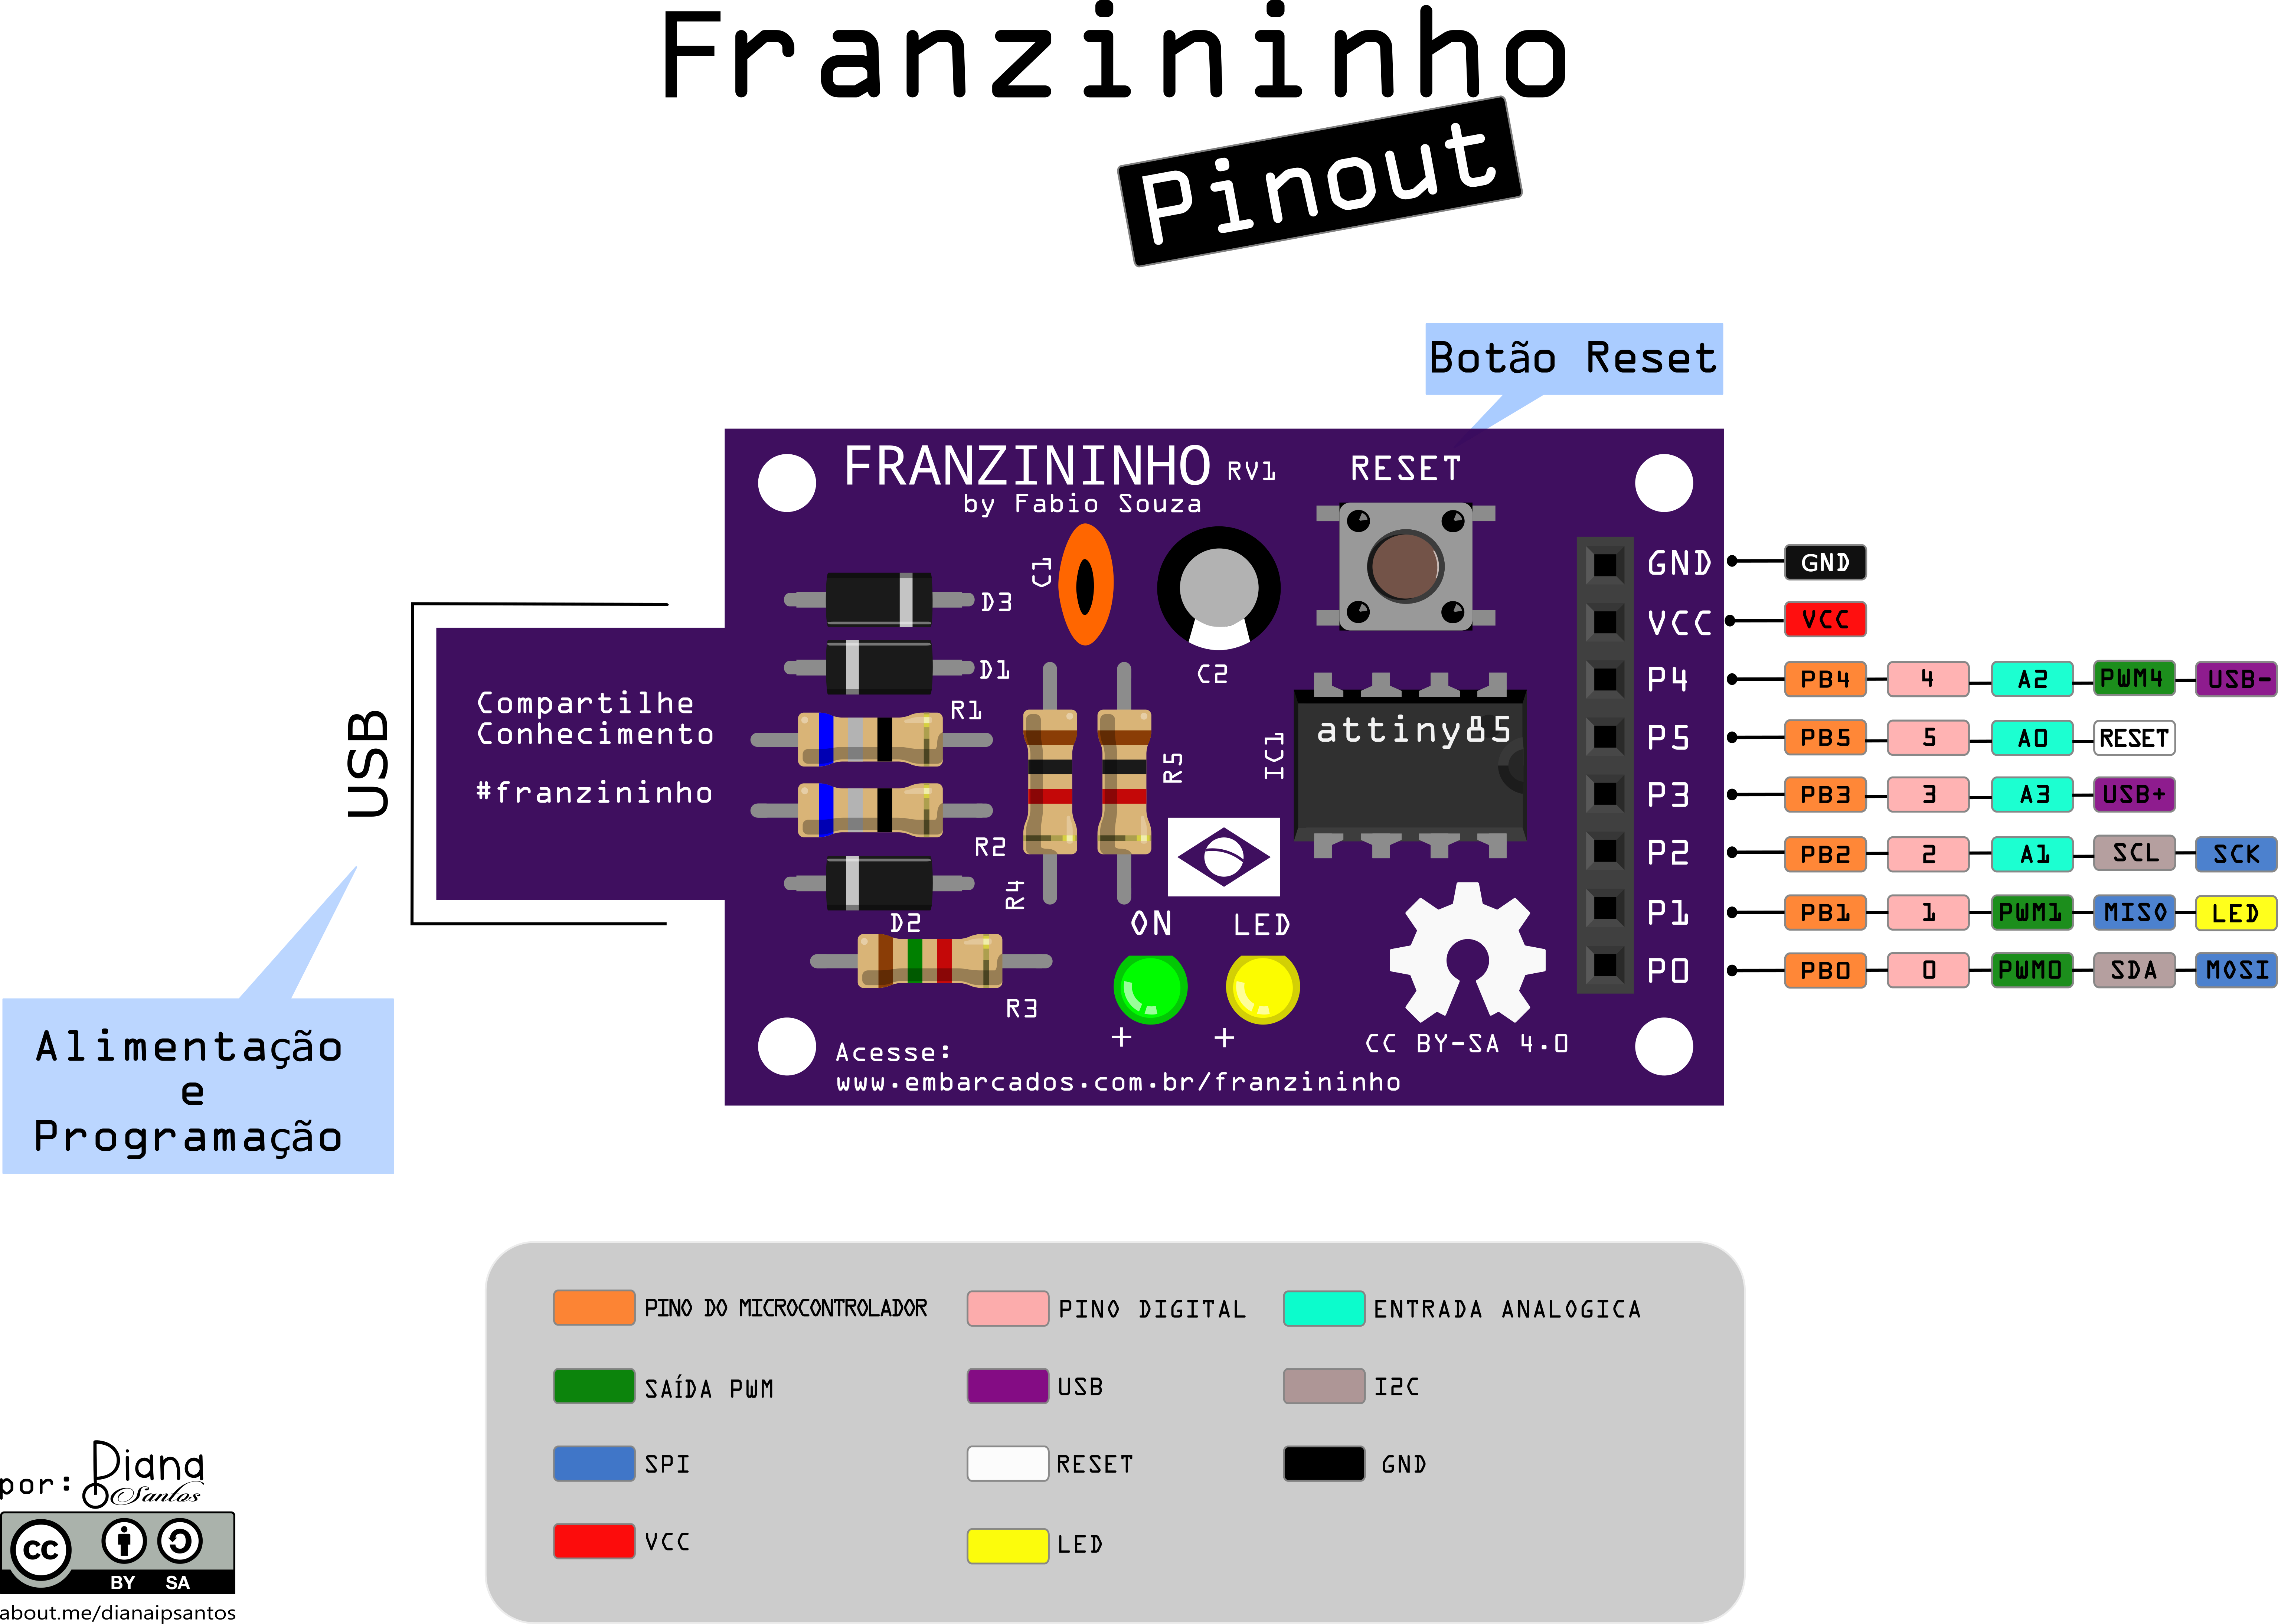 Franzininho
Pinout
Botão Reset
FRANZININHO RV1
by Fabio Souza
RESET
C1
C2
D3
D1
R1
R2
R4
R5
D2
R3
IC1
attiny85
USB
Compartilhe
Conhecimento
#franzininho
ON LED
+ +
CC BY-SA 4.0
Acesse:
www.embarcados.com.br/franzininho
GND GND
VCC VCC
P4 PB4 4 A2 PWM4 USB-
P5 PB5 5 A0 RESET
P3 PB3 3 A3 USB+
P2 PB2 2 A1 SCL SCK
P1 PB1 1 PWM1 MISO LED
P0 PB0 0 PWM0 SDA MOSI
Alimentação
e
Programação
PINO DO MICROCONTROLADOR PINO DIGITAL ENTRADA ANALOGICA
SAÍDA PWM USB I2C
SPI RESET GND
VCC LED
por: Diana
Santos
cc
BY SA
about.me/dianaipsantos